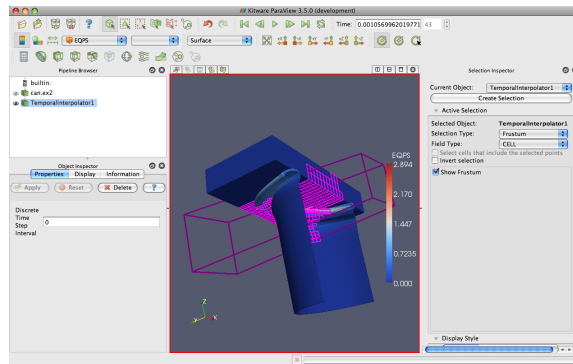 ## Kitware ParaView 3.5.0 (development)
Time: 0.0010569962019771 43
EQPS Surface
Pipeline Browser
builtin:
can.ex2
TemporalInterpolator1
Object Inspector
Properties Display Information
Apply Reset Delete ?
Discrete
Time
Step
Interval
0
EQPS
2.894
2.170
1.447
0.7235
0.000
Z
Y X
Selection Inspector
Current Object: TemporalInterpolator1
Create Selection
Active Selection
Selected Object: TemporalInterpolator1
Selection Type: Frustum
Field Type: CELL
Select cells that include the selected points
Invert selection
Show Frustum
Display Style